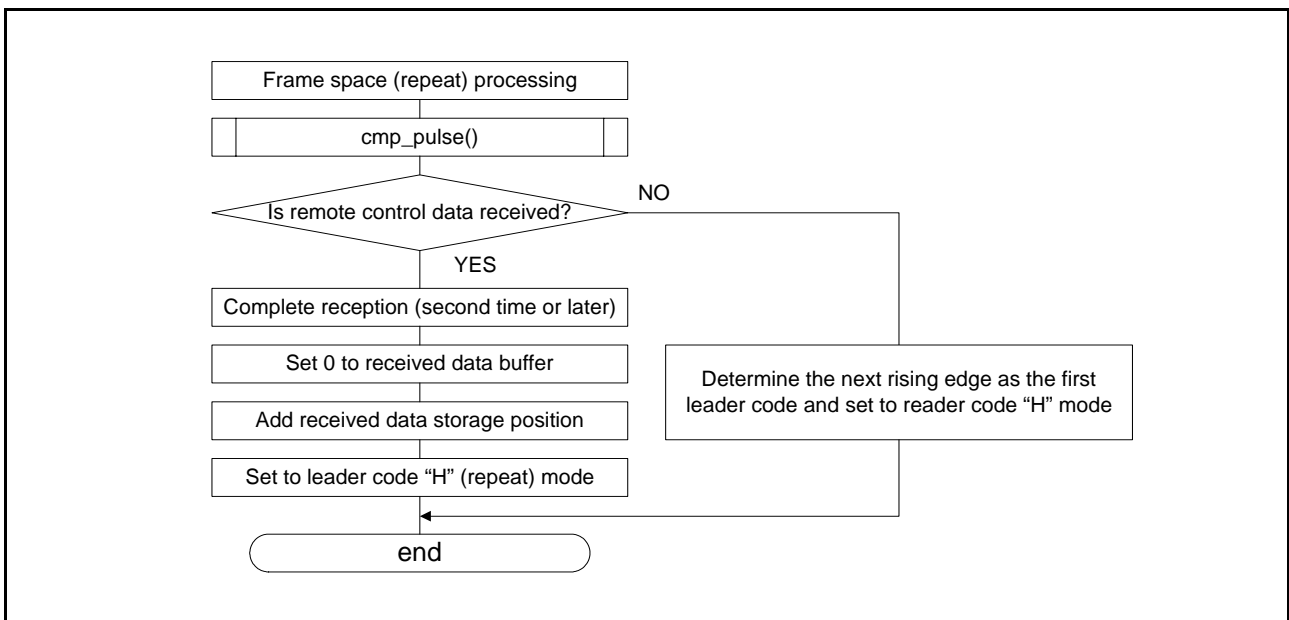 Frame space (repeat) processing
cmp_pulse()
Is remote control data received?
NO
YES
Complete reception (second time or later)
Set 0 to received data buffer
Add received data storage position
Set to leader code “H” (repeat) mode
Determine the next rising edge as the first
leader code and set to reader code “H” mode
end